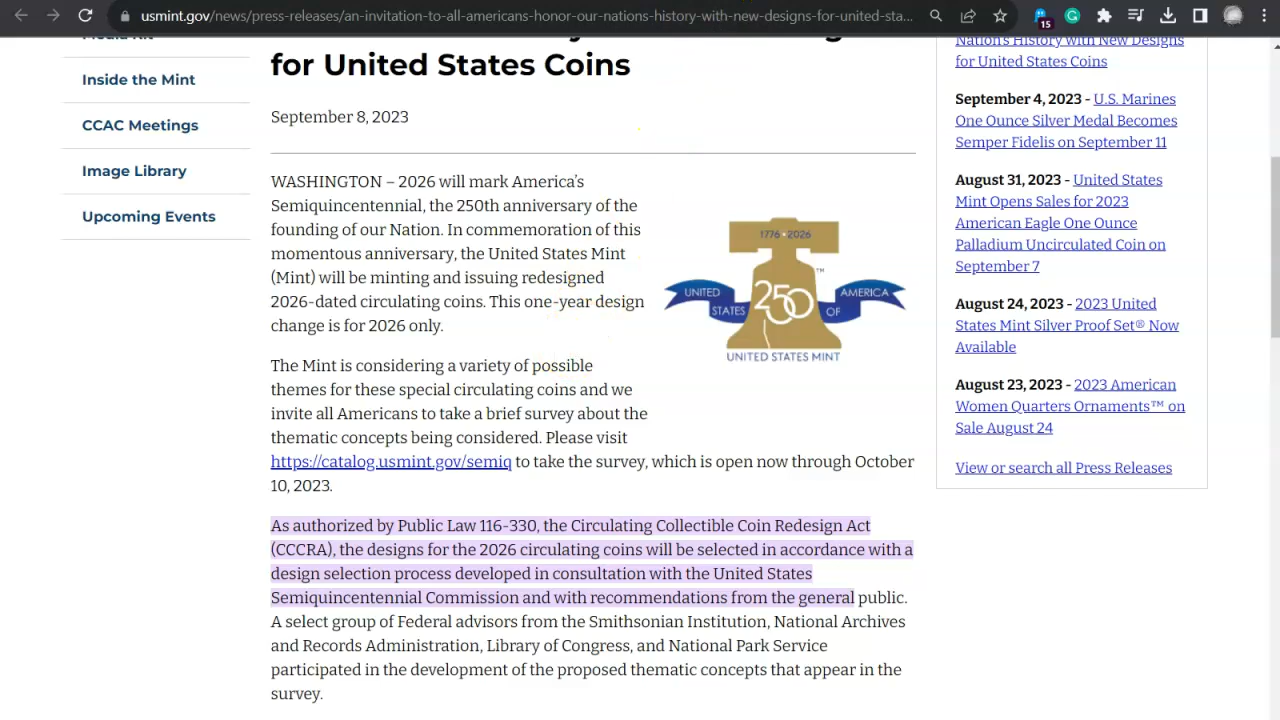 usmint.gov/news/press-releases/an-invitation-to-all-americans-honor-our-nations-history-with-new-designs-for-united-sta...
15
Inside the Mint
CCAC Meetings
Image Library
Upcoming Events
for United States Coins
September 8, 2023
WASHINGTON – 2026 will mark America's
Semiquincentennial, the 250th anniversary of the
founding of our Nation. In commemoration of this
momentous anniversary, the United States Mint
(Mint) will be minting and issuing redesigned
2026-dated circulating coins. This one-year design
change is for 2026 only.
1776 2026
™
UNITED
STATES
250
OF
AMERICA
UNITED STATES MINT
The Mint is considering a variety of possible
themes for these special circulating coins and we
invite all Americans to take a brief survey about the
thematic concepts being considered. Please visit
https://catalog.usmint.gov/semiq to take the survey, which is open now through October
10, 2023.
As authorized by Public Law 116-330, the Circulating Collectible Coin Redesign Act
(CCCRA), the designs for the 2026 circulating coins will be selected in accordance with a
design selection process developed in consultation with the United States
Semiquincentennial Commission and with recommendations from the general public.
A select group of Federal advisors from the Smithsonian Institution, National Archives
and Records Administration, Library of Congress, and National Park Service
participated in the development of the proposed thematic concepts that appear in the
survey.
Nation's History with New Designs
for United States Coins
September 4, 2023 - U.S. Marines
One Ounce Silver Medal Becomes
Semper Fidelis on September 11
August 31, 2023 - United States
Mint Opens Sales for 2023
American Eagle One Ounce
Palladium Uncirculated Coin on
September 7
August 24, 2023 - 2023 United
States Mint Silver Proof Set® Now
Available
August 23, 2023 - 2023 American
Women Quarters Ornaments™ on
Sale August 24
View or search all Press Releases